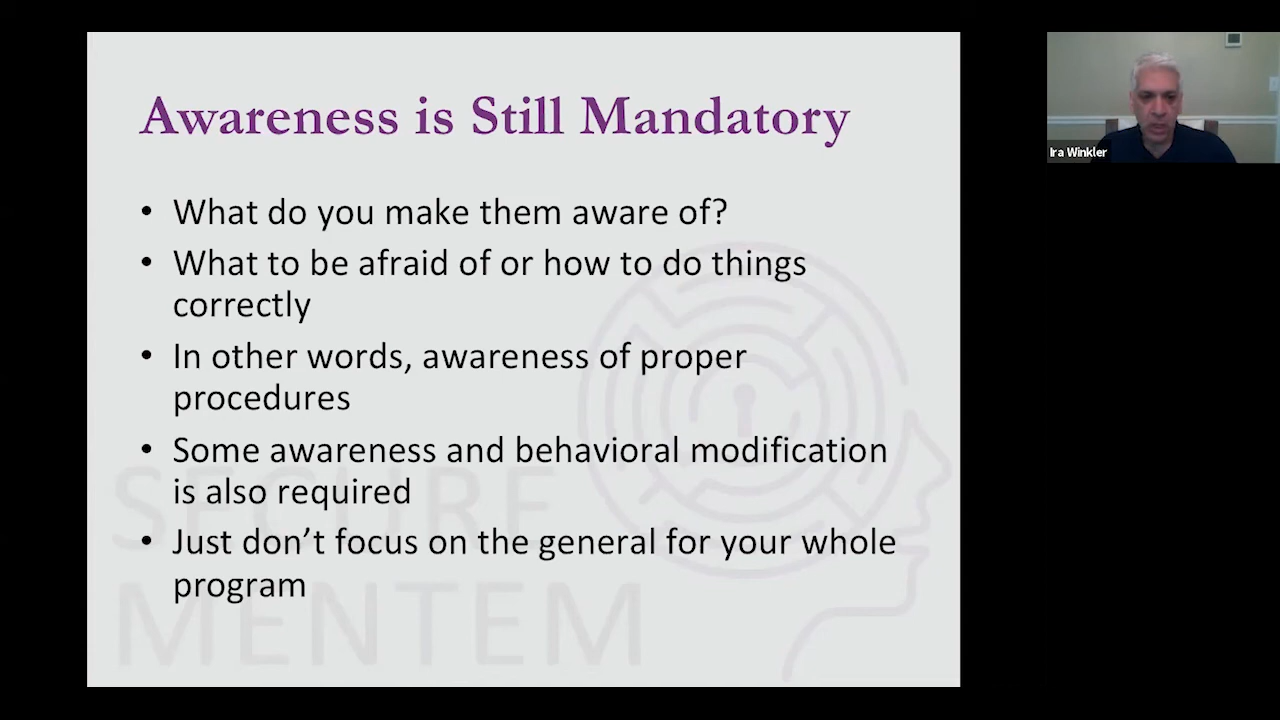 Awareness is Still Mandatory
• What do you make them aware of?
• What to be afraid of or how to do things
correctly
• In other words, awareness of proper
procedures
• Some awareness and behavioral modification
is also required
• Just don’t focus on the general for your whole
program
SECURE
MENTEM
Ira Winkler